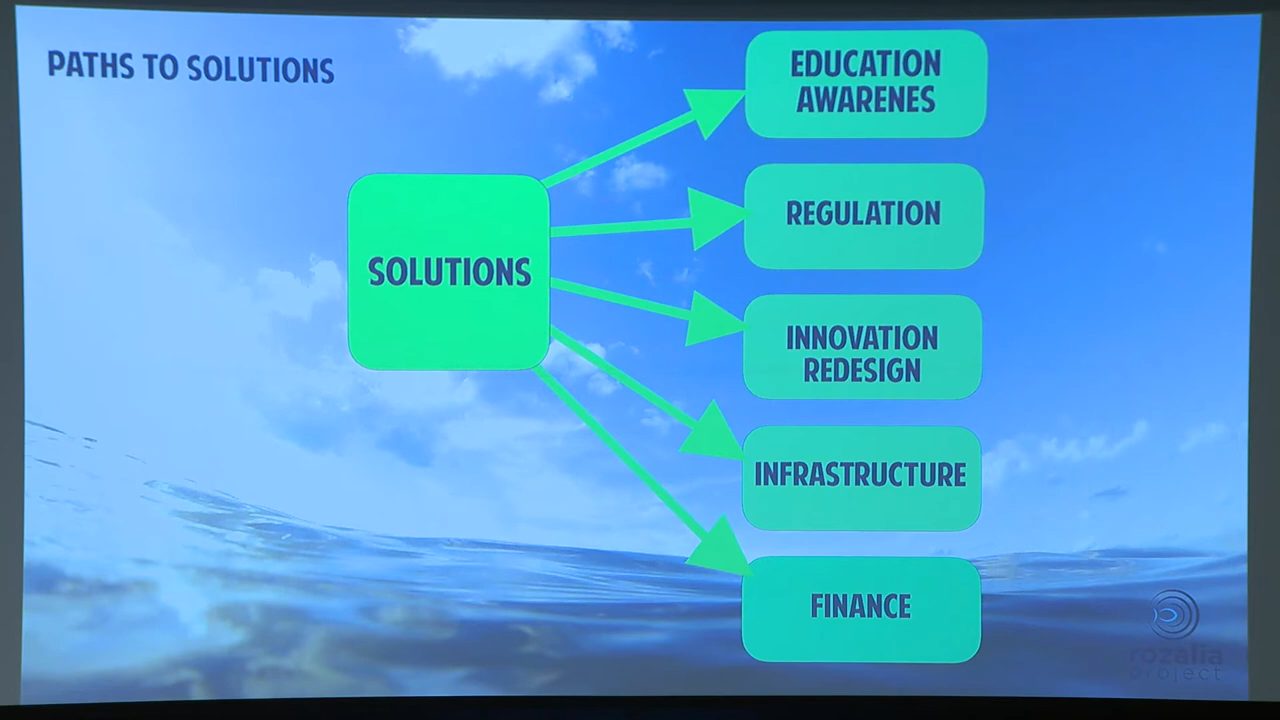 PATHS TO SOLUTIONS
SOLUTIONS
EDUCATION
AWARENES
REGULATION
INNOVATION
REDESIGN
INFRASTRUCTURE
FINANCE
rozalia
project